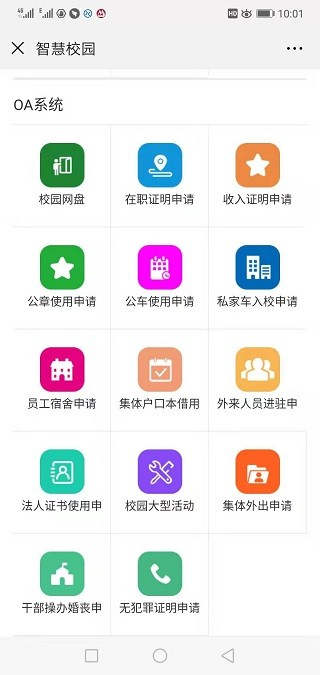 4G E HD 10:01
智慧校园
OA系统
校园网盘 在职证明申请 收入证明申请
公章使用申请 公车使用申请 私家车入校申请
员工宿舍申请 集体户口本借用 外来人员进驻申
法人证书使用申 校园大型活动 集体外出申请
干部操办婚丧申 无犯罪证明申请